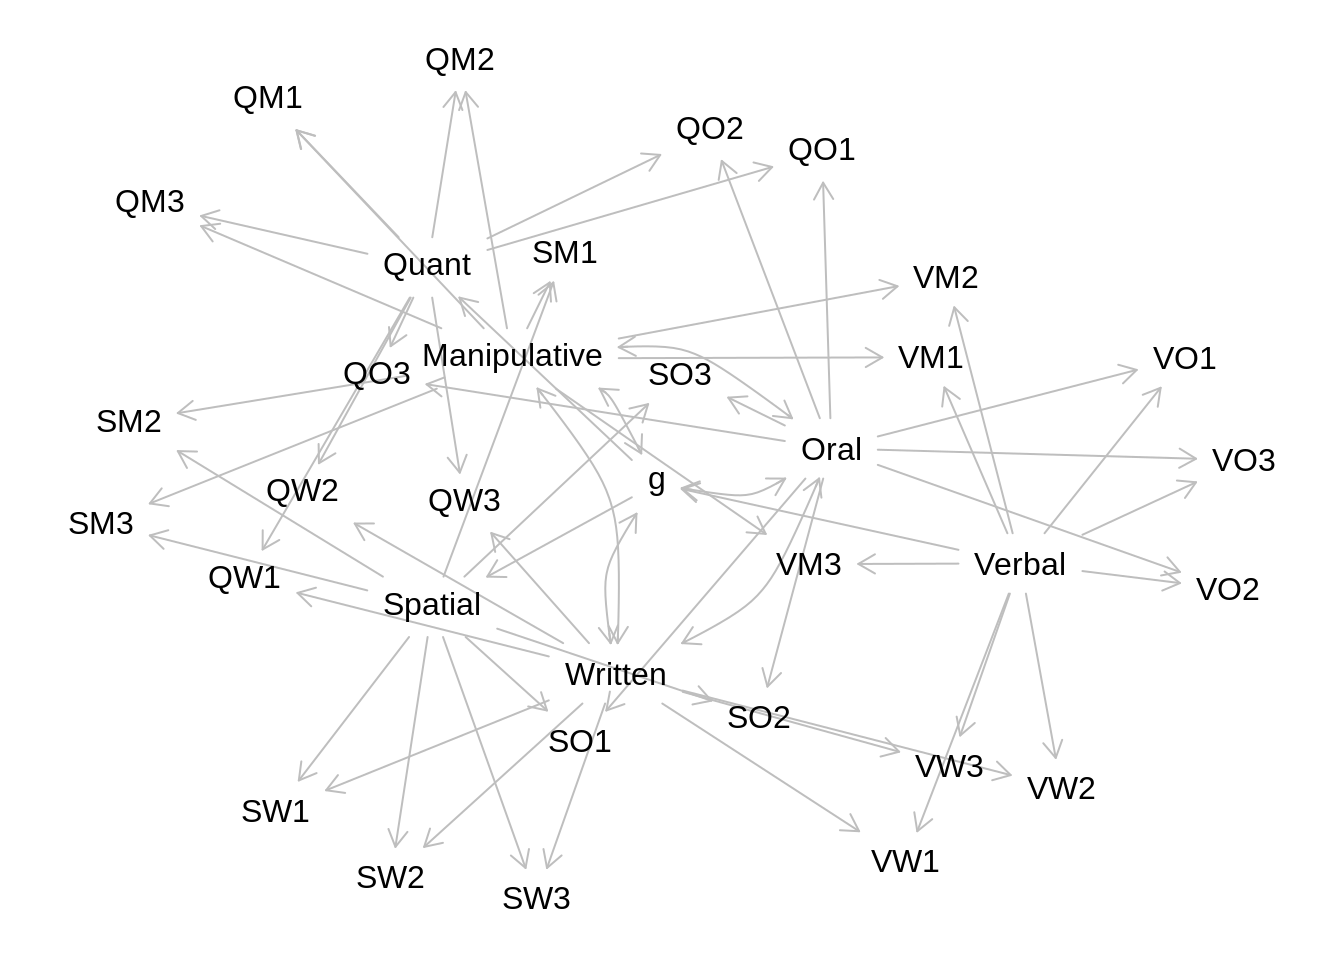 QM2
QM1
QO2
QO1
QM3
SM1
Quant
VM2
Manipulative
VM1
VO1
QO3
SO3
SM2
Oral
VO3
g
QW2
QW3
SM3
VM3
Verbal
QW1
VO2
Spatial
Written
SO2
SO1
VW3
VW2
SW1
VW1
SW2
SW3